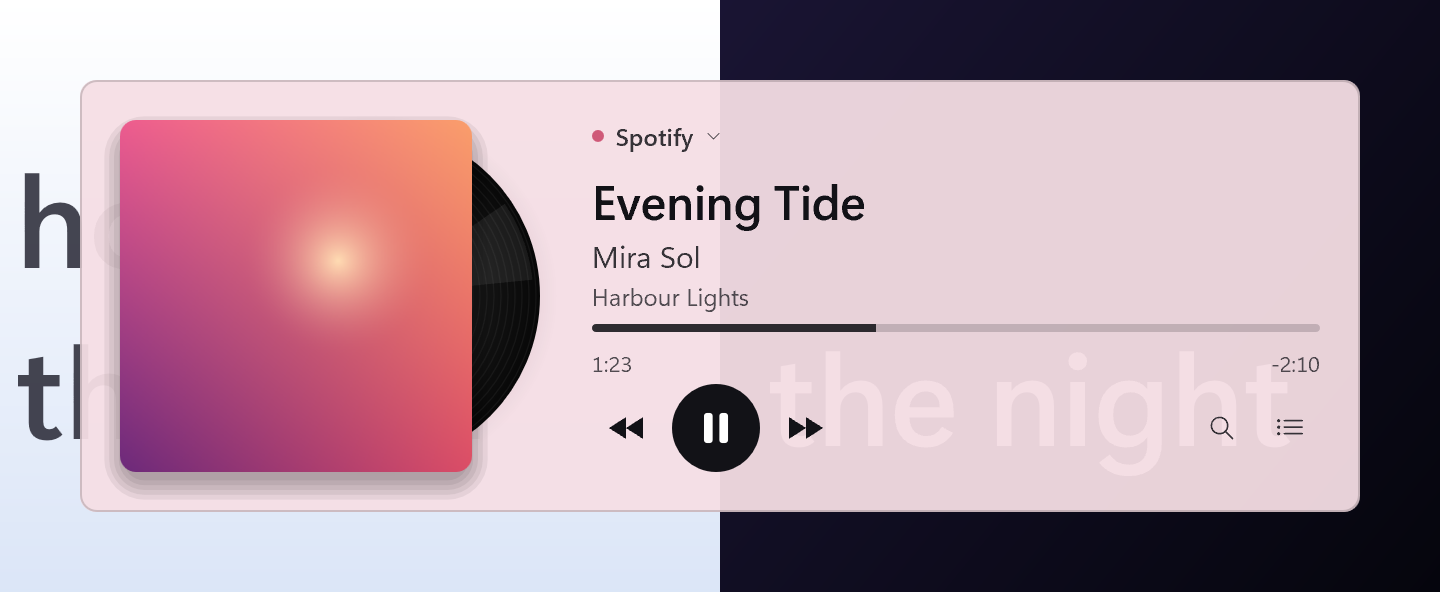 Spotify
Evening Tide
Mira Sol
Harbour Lights
1:23
-2:10
the night